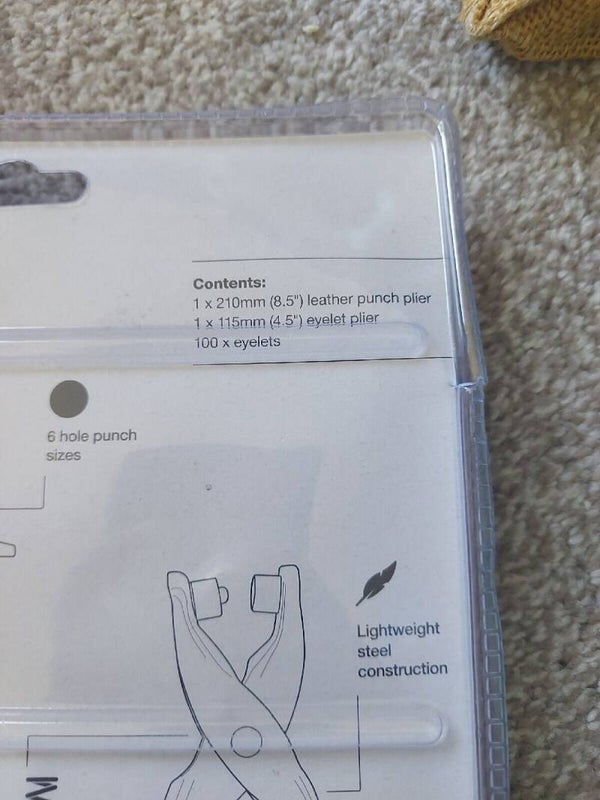 Contents:
1 x 210mm (8.5") leather punch plier
1 x 115mm (4.5") eyelet plier
100 x eyelets
6 hole punch
sizes
Lightweight
steel
construction